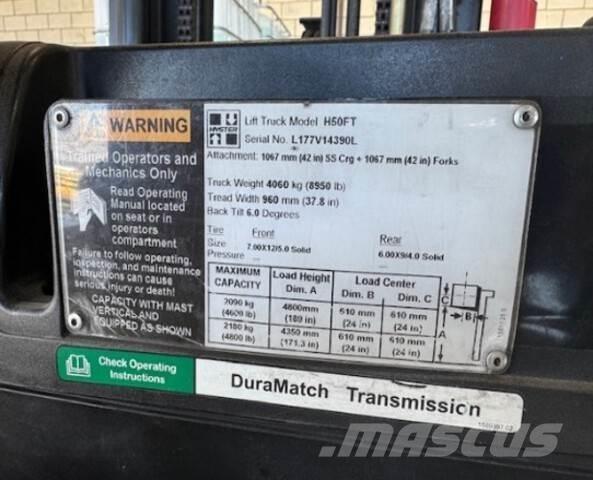 WARNING
Trained Operators and
Mechanics Only
Read Operating
Manual located
on seat or in
operators
compartment
Failure to follow operating,
inspection, and maintenance
instructions can cause
serious injury or death!
CAPACITY WITH MAST
VERTICAL AND
EQUIPPED AS SHOWN
HYSTER
Lift Truck Model H50FT
Serial No. L177V14390L
Attachment: 1067 mm (42 in) SS Crg + 1067 mm (42 in) Forks
Truck Weight 4060 kg (8950 lb)
Tread Width 960 mm (37.8 in)
Back Tilt 6.0 Degrees
Tire Front Rear
Size 7.00X12/5.0 Solid 6.00X9/4.0 Solid
Pressure
MAXIMUM CAPACITY Load Height Dim. A Load Center Dim. B Dim. C
2090 kg 4800mm 610 mm 610 mm
(4600 lb) (189 in) (24 in) (24 in)
2180 kg 4350 mm 610 mm 610 mm
(4800 lb) (171.3 in) (24 in) (24 in)
C
B
A
Check Operating
Instructions
DuraMatch Transmission
MASCUS